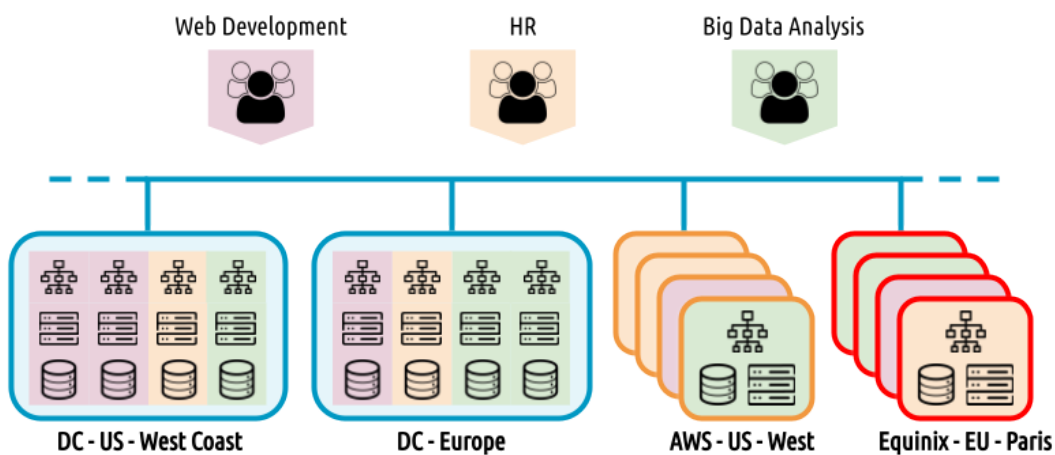 Web Development
HR
Big Data Analysis
DC - US - West Coast
DC - Europe
AWS - US - West
Equinix - EU - Paris